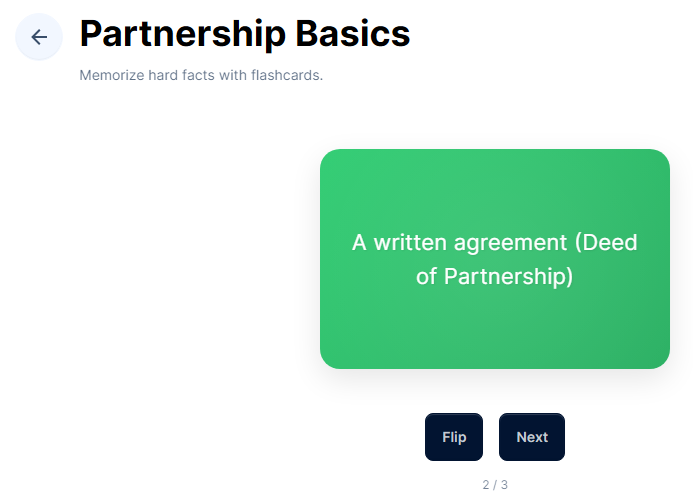 Partnership Basics
Memorize hard facts with flashcards.
A written agreement (Deed
of Partnership)
Flip Next
2 / 3